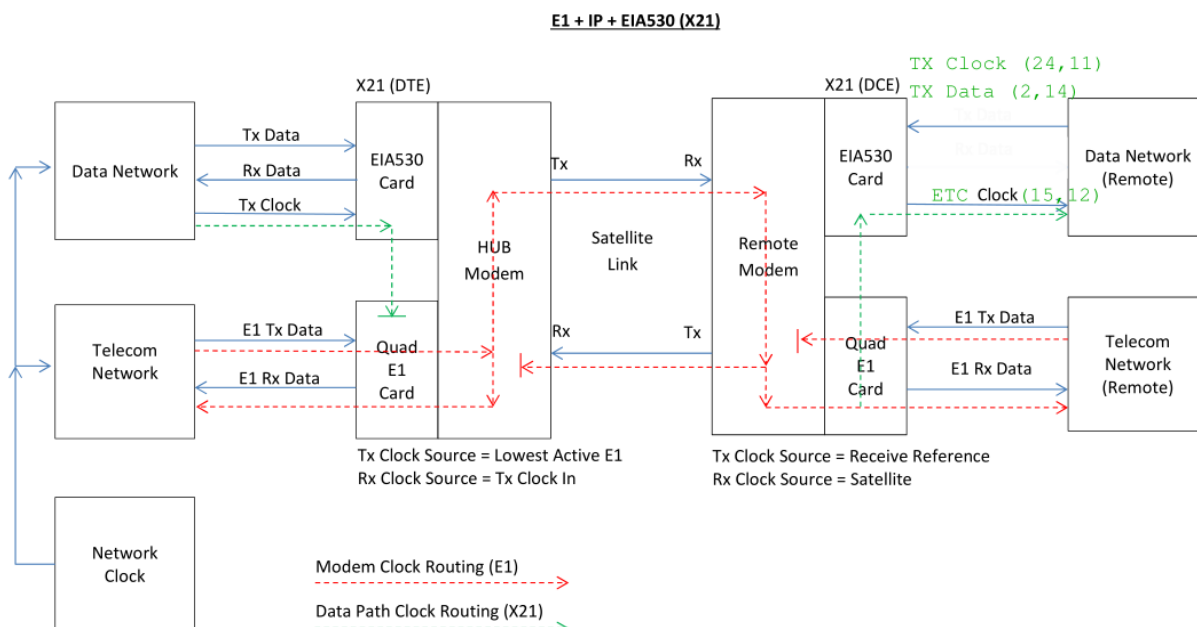 E1 + IP + EIA530 (X21)
TX Clock (24,11)
X21 (DTE)
X21 (DCE)
TX Data (2,14)
Tx Data
Tx Data
Data Network
EIA530
Card
Rx Data
Tx Clock
Tx
Rx
EIA530
Card
Rx Data
Data Network
(Remote)
ETC Clock (15,12)
HUB
Modem
Satellite
Link
Remote
Modem
Telecom
Network
E1 Tx Data
E1 Rx Data
Quad
E1
Card
Rx
Tx
Quad
E1
Card
E1 Tx Data
E1 Rx Data
Telecom
Network
(Remote)
Tx Clock Source = Lowest Active E1
Rx Clock Source = Tx Clock In
Tx Clock Source = Receive Reference
Rx Clock Source = Satellite
Network
Clock
Modem Clock Routing (E1)
Data Path Clock Routing (X21)